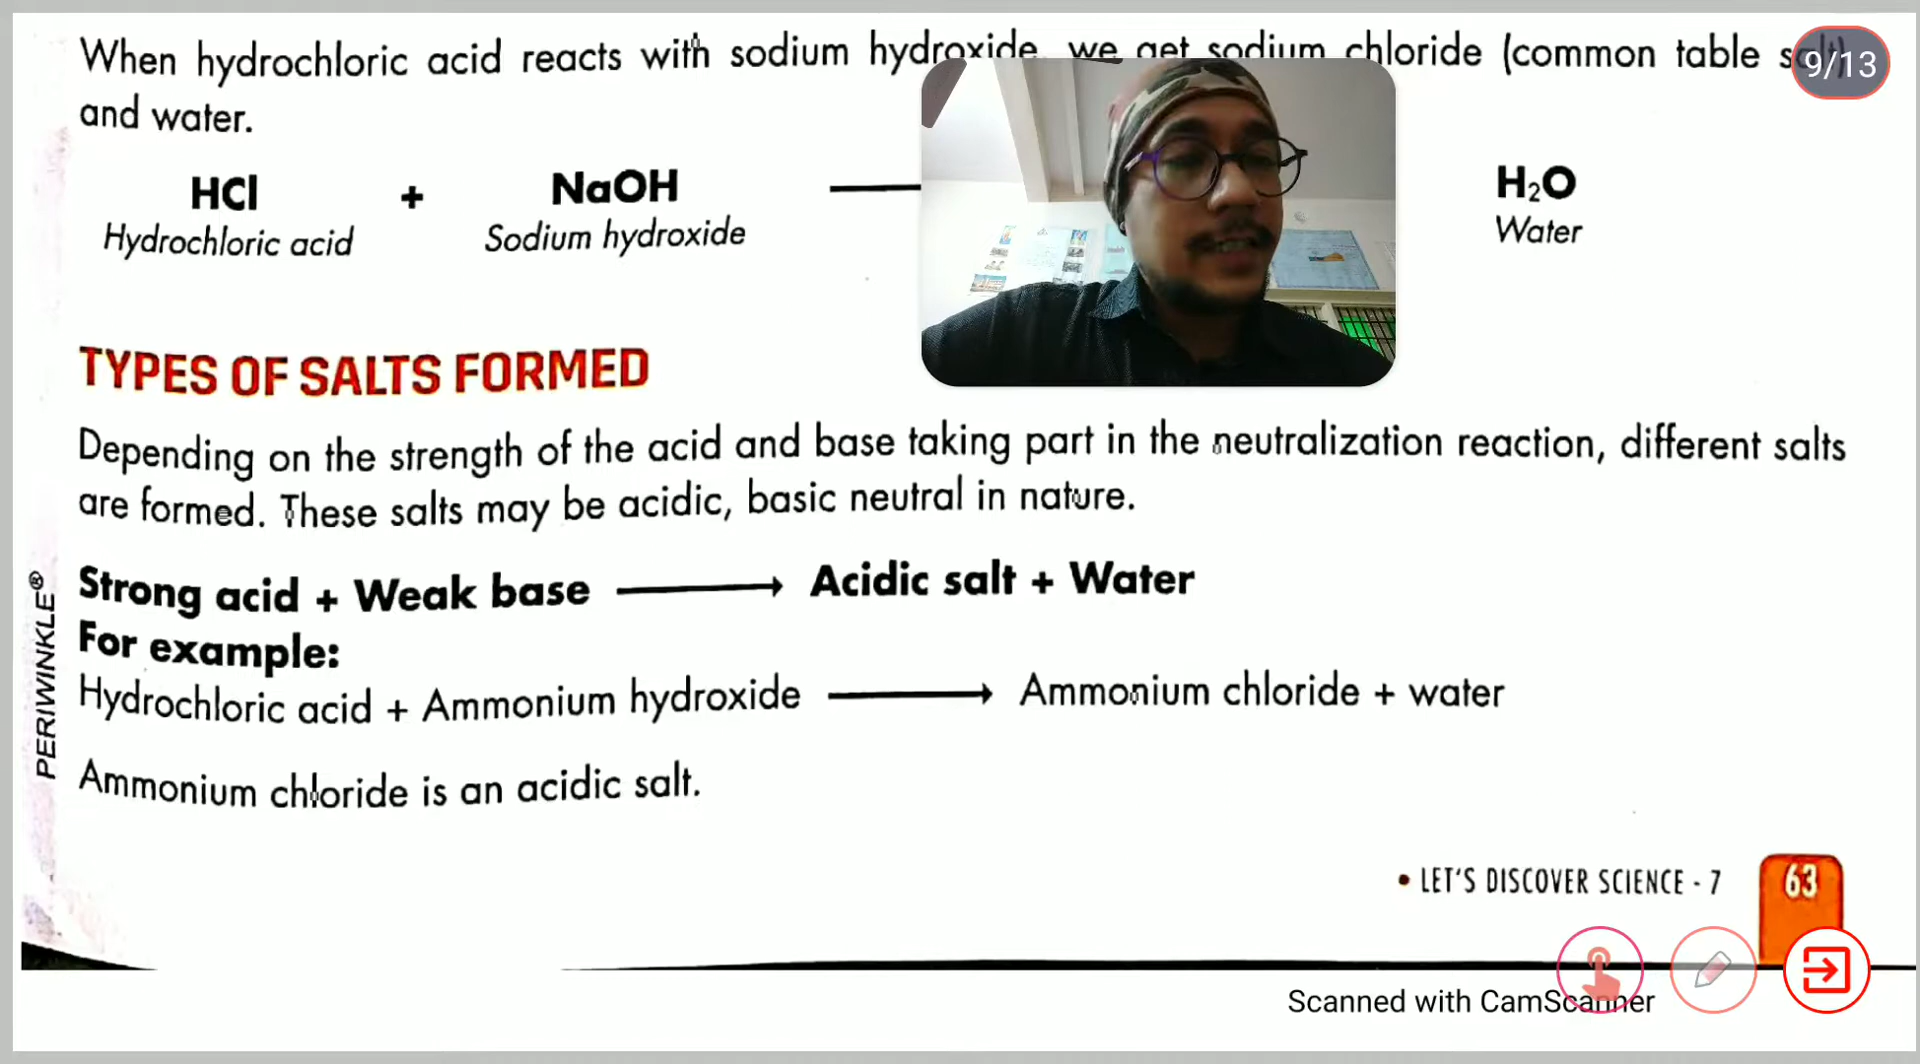 When hydrochloric acid reacts with sodium hydroxide, we get sodium chloride (common table salt)
9/13
and water.
HCl + NaOH H₂O
Hydrochloric acid Sodium hydroxide Water
TYPES OF SALTS FORMED
Depending on the strength of the acid and base taking part in the neutralization reaction, different salts
are formed. These salts may be acidic, basic neutral in nature.
Strong acid + Weak base ⟶ Acidic salt + Water
For example:
Hydrochloric acid + Ammonium hydroxide ⟶ Ammonium chloride + water
Ammonium chloride is an acidic salt.
PERIWINKLE®
• LET'S DISCOVER SCIENCE - 7 63
Scanned with CamScanner